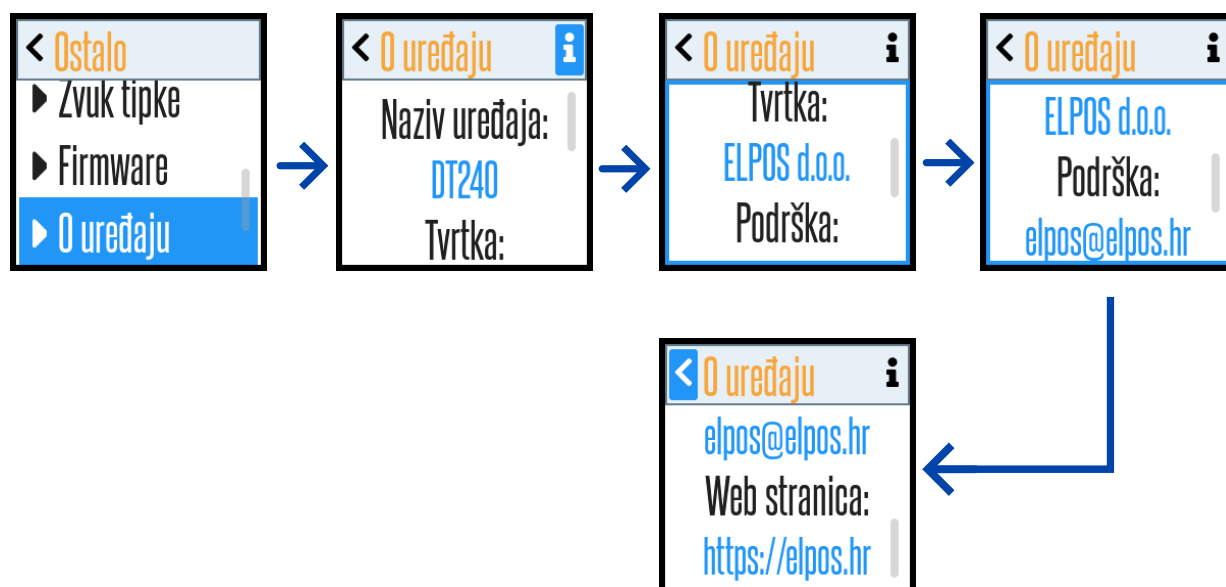 Ostalo
Zvuk tipke
Firmware
O uređaju
O uređaju
Naziv uređaja:
DT240
Tvrtka:
O uređaju
Tvrtka:
ELPOS d.o.o.
Podrška:
O uređaju
ELPOS d.o.o.
Podrška:
elpos@elpos.hr
O uređaju
elpos@elpos.hr
Web stranica:
https://elpos.hr